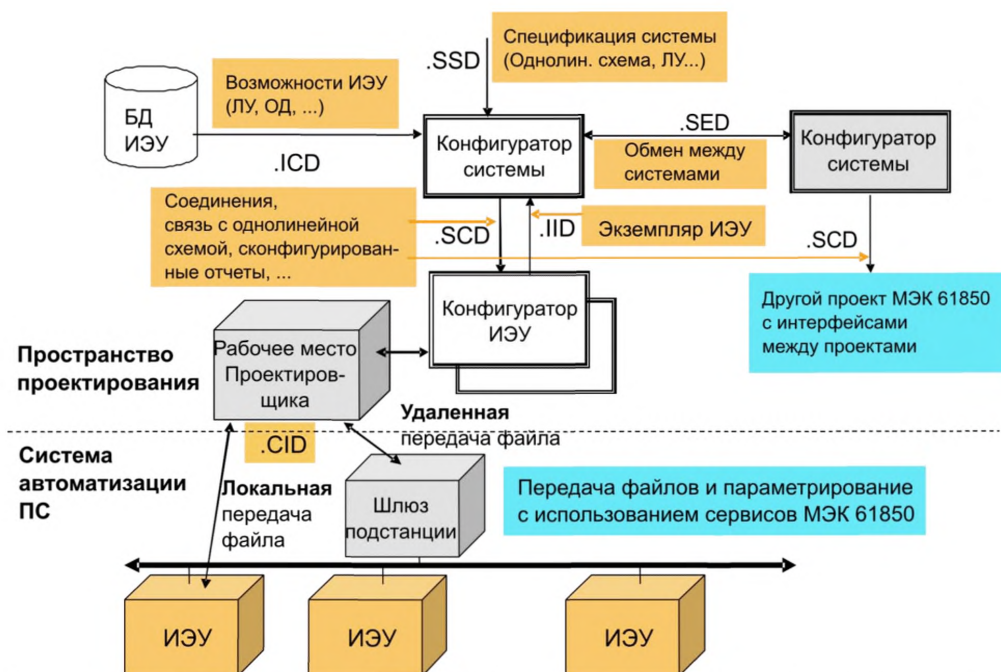 .SSD
Спецификация системы
(Однолин. схема, ЛУ...)
Возможности ИЭУ
(ЛУ, ОД, ...)
БД
ИЭУ
.ICD
Конфигуратор
системы
.SED
Обмен между
системами
Конфигуратор
системы
Соединения,
связь с однолинейной
схемой, сконфигурирован-
ные отчеты, ...
.SCD
.IID
Экземпляр ИЭУ
.SCD
Конфигуратор
ИЭУ
Другой проект МЭК 61850
с интерфейсами
между проектами
Рабочее место
Проектиров-
щика
Пространство
проектирования
Удаленная
передача файла
.CID
Система
автоматизации
ПС
Локальная
передача
файла
Шлюз
подстанции
Передача файлов и параметрирование
с использованием сервисов МЭК 61850
ИЭУ
ИЭУ
ИЭУ